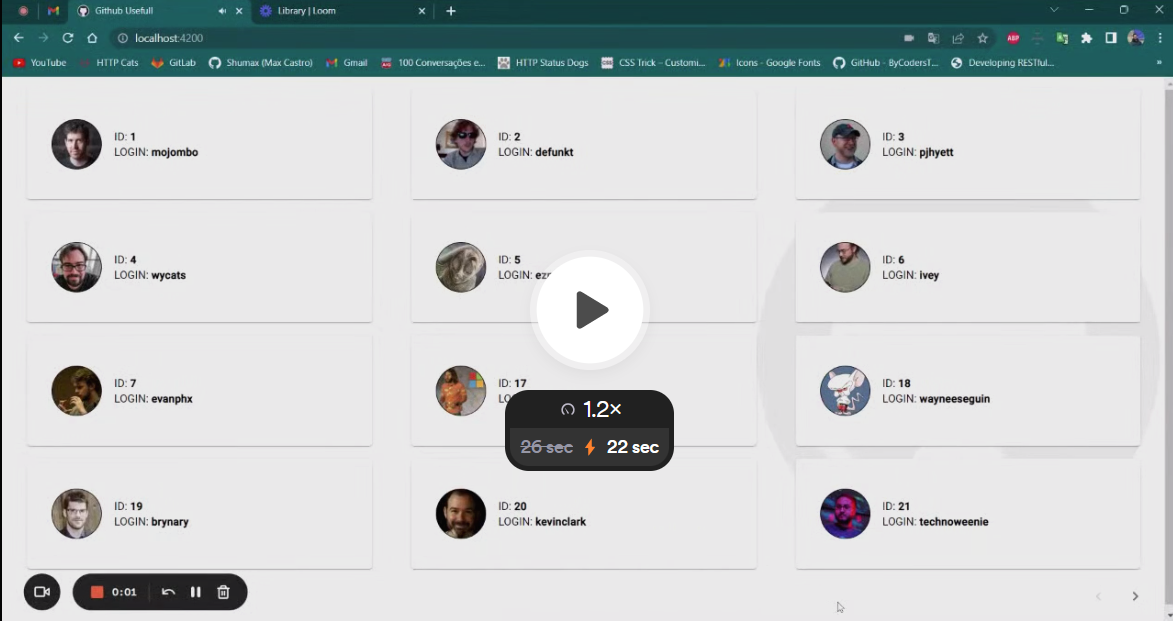 Github Usefull
Library | Loom
localhost:4200
ABP
YouTube
HTTP Cats
GitLab
Shumax (Max Castro)
Gmail
100 Conversações e...
HTTP Status Dogs
CSS Trick – Customi...
Icons - Google Fonts
GitHub - ByCodersT...
Developing RESTful...
ID: 1
LOGIN: mojombo
ID: 2
LOGIN: defunkt
ID: 3
LOGIN: pjhyett
ID: 4
LOGIN: wycats
ID: 5
LOGIN:
ID: 6
LOGIN: ivey
ID: 7
LOGIN: evanphx
ID: 17
ID: 18
LOGIN: wayneeseguin
1.2×
26 sec 22 sec
ID: 19
LOGIN: brynary
ID: 20
LOGIN: kevinclark
ID: 21
LOGIN: technoweenie
0:01